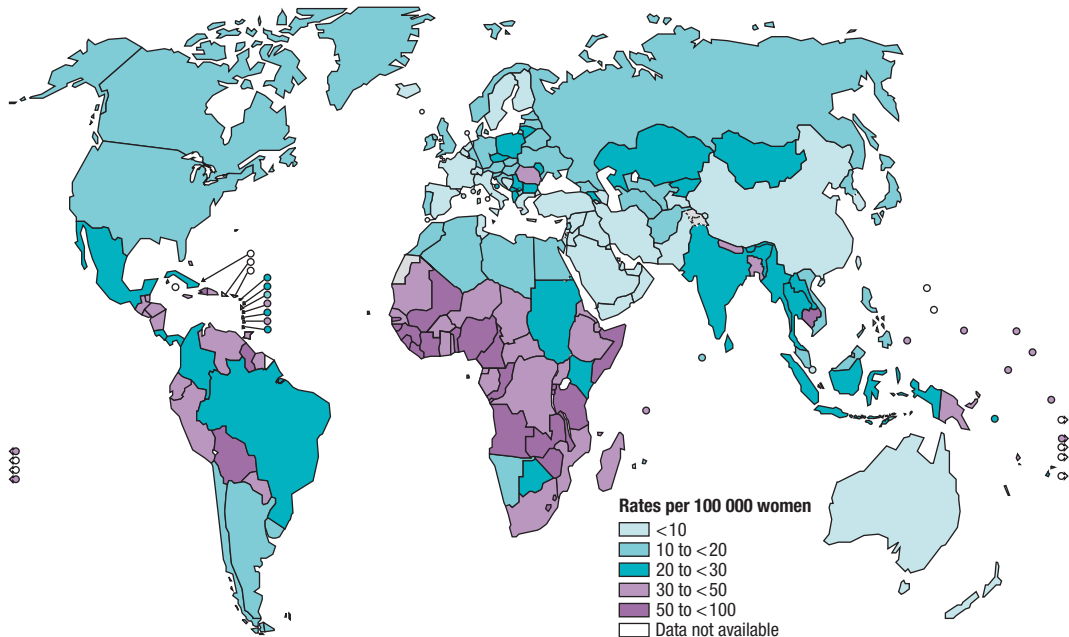 Rates per 100 000 women
<10
10 to <20
20 to <30
30 to <50
50 to <100
Data not available